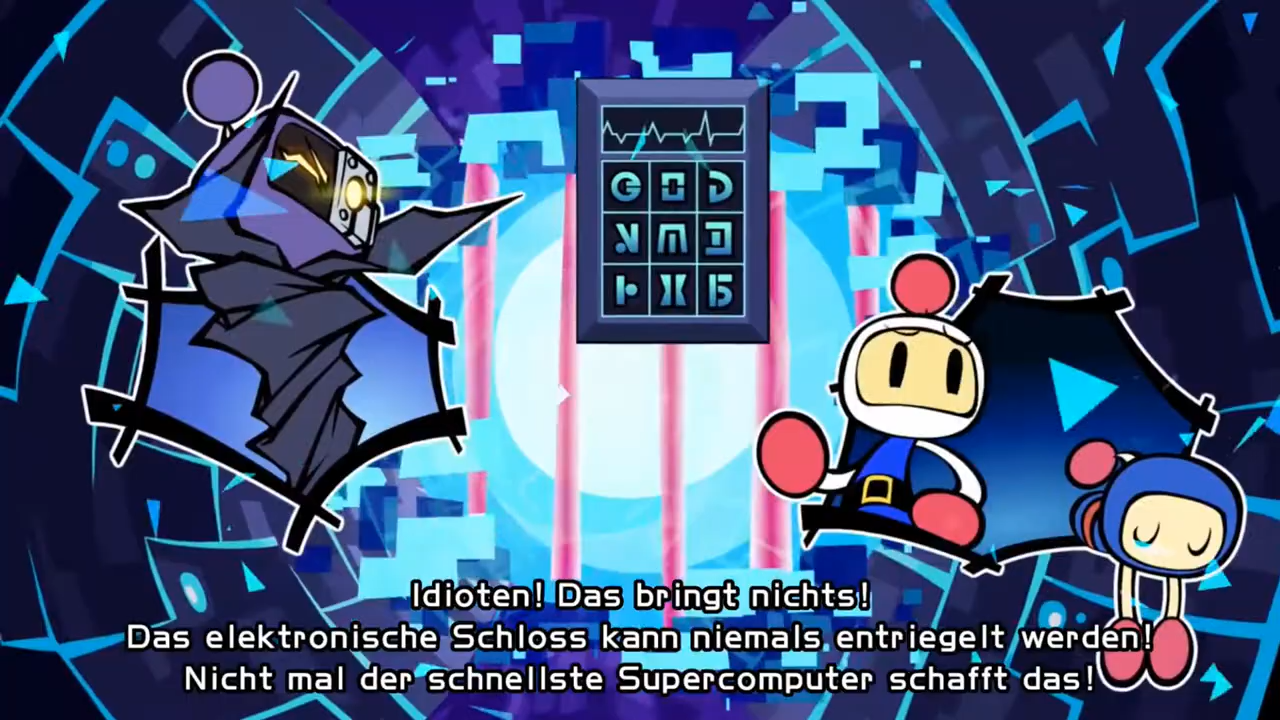 Idioten! Das bringt nichts!
Das elektronische Schloss kann niemals entriegelt werden!
Nicht mal der schnellste Supercomputer schafft das!